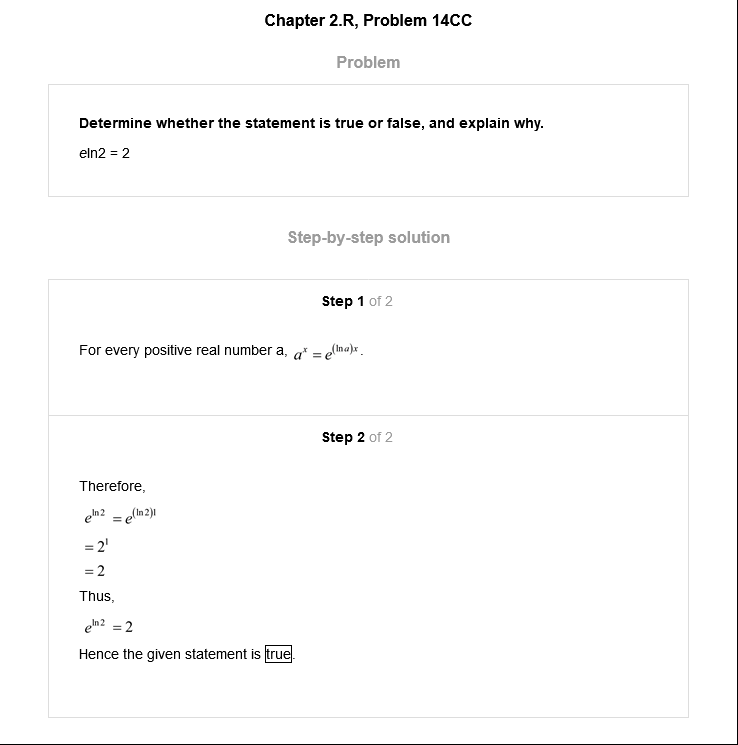 Chapter 2.R, Problem 14CC
Problem
Determine whether the statement is true or false, and explain why.
eln2 = 2
Step-by-step solution
Step 1 of 2
For every positive real number a, aˣ = e^(ln a)x .
Step 2 of 2
Therefore,
e^ln 2 = e^(ln 2)1
= 2¹
= 2
Thus,
e^ln 2 = 2
Hence the given statement is true.